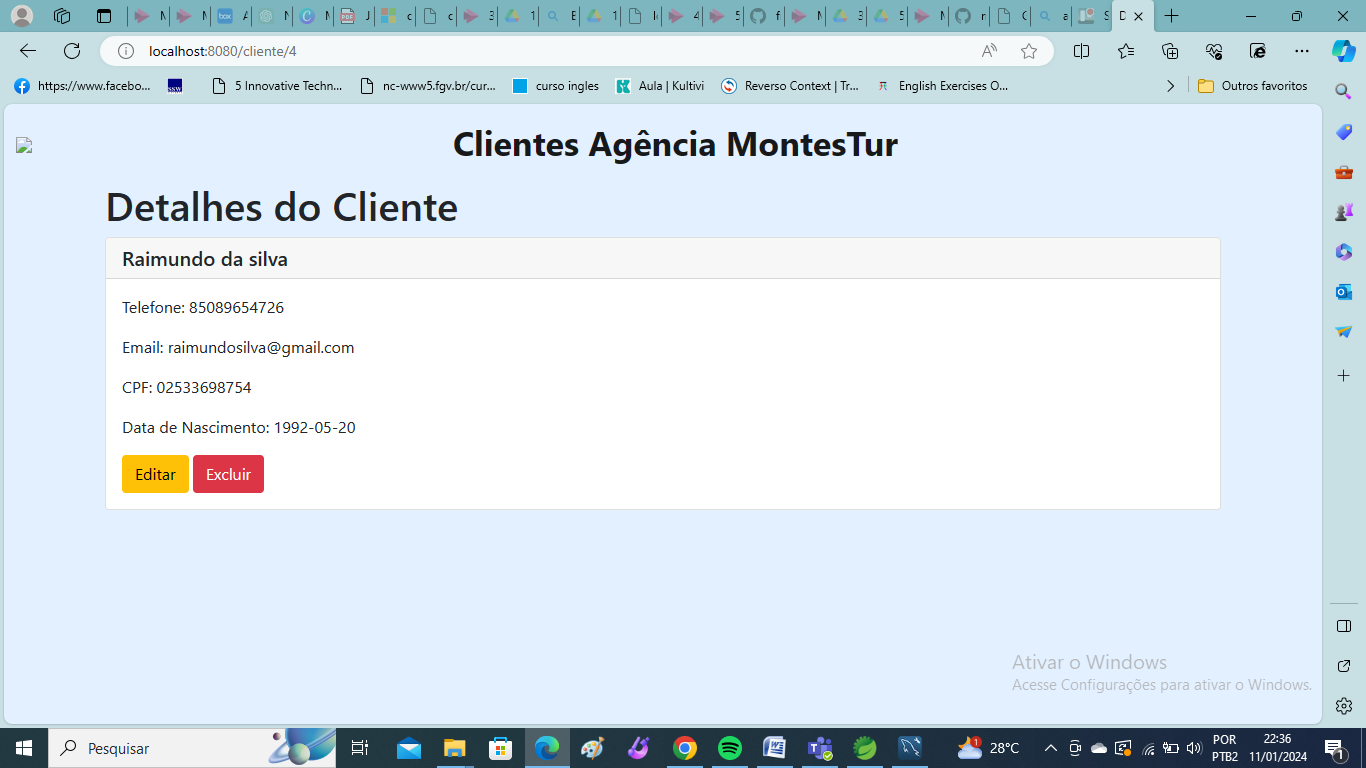 localhost:8080/cliente/4
https://www.facebo...
5 Innovative Techn...
nc-www5.fgv.br/cur...
curso ingles
Aula | Kultivi
Reverso Context | Tr...
English Exercises O...
Outros favoritos
Clientes Agência MontesTur
Detalhes do Cliente
Raimundo da silva
Telefone: 85089654726
Email: raimundosilva@gmail.com
CPF: 02533698754
Data de Nascimento: 1992-05-20
Editar Excluir
Ativar o Windows
Acesse Configurações para ativar o Windows.
Pesquisar
28°C
POR
PTB2
22:36
11/01/2024